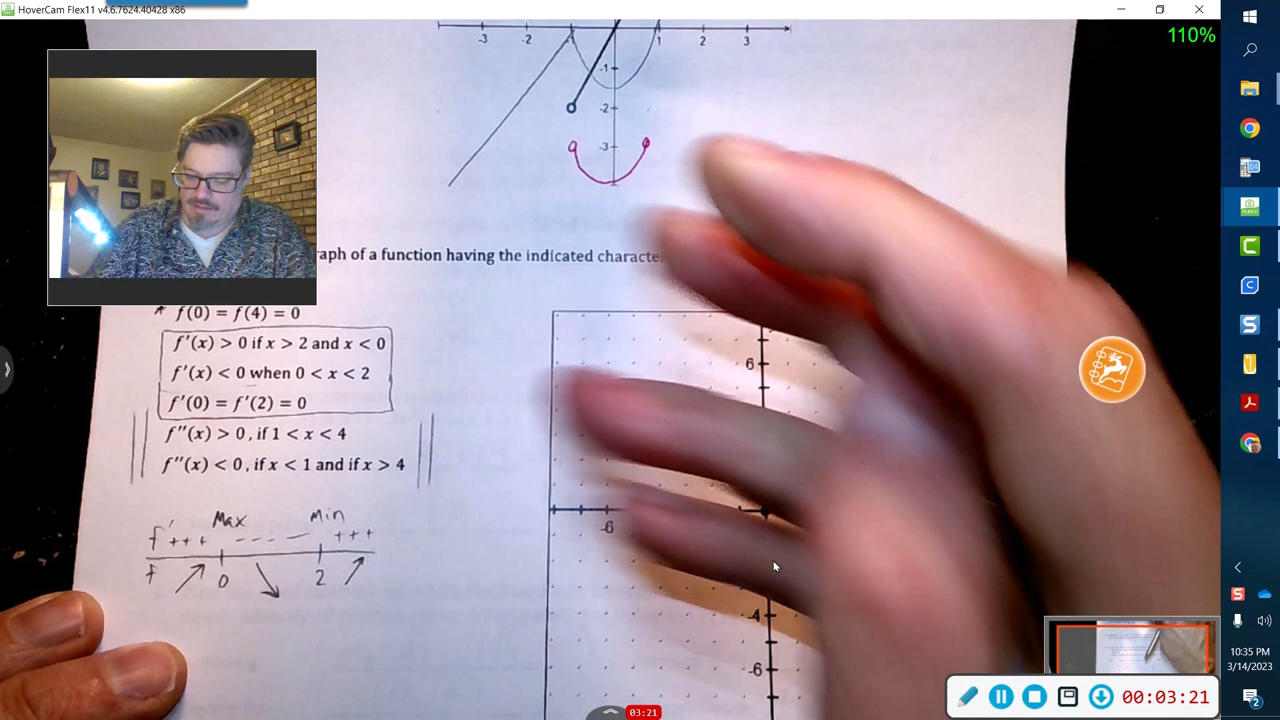 HoverCam Flex11 v4.6.7624.40428 x86
110%
-3 -2 1 2 3
-1
-2
-3
raph of a function having the indicated characte
* f(0) = f(4) = 0
f'(x) > 0 if x > 2 and x < 0
f'(x) < 0 when 0 < x < 2
f'(0) = f'(2) = 0
f''(x) > 0, if 1 < x < 4
f''(x) < 0, if x < 1 and if x > 4
Max Min
f' +++ ---- +++
f 0 2
6
-6
-4
-6
10:35 PM
3/14/2023
2
00:03:21
03:21